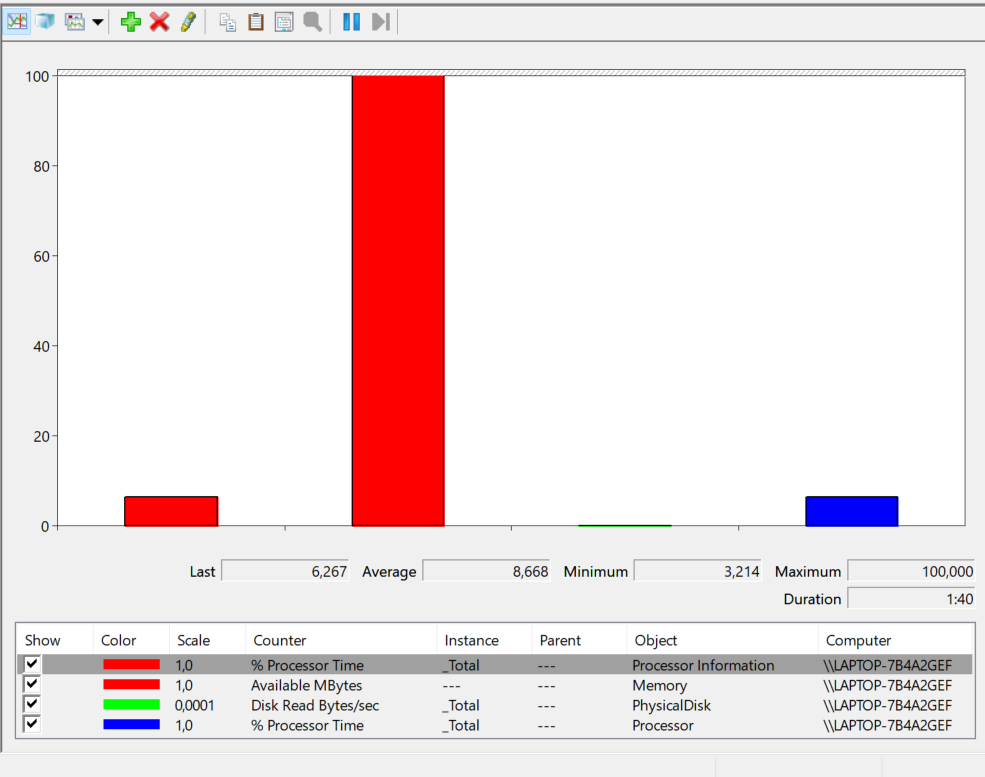 100
80
60
40
20
0
Last 6,267 Average 8,668 Minimum 3,214 Maximum 100,000
Duration 1:40
Show Color Scale Counter Instance Parent Object Computer
1,0 % Processor Time _Total --- Processor Information \\LAPTOP-7B4A2GEF
1,0 Available MBytes --- --- Memory \\LAPTOP-7B4A2GEF
0,0001 Disk Read Bytes/sec _Total --- PhysicalDisk \\LAPTOP-7B4A2GEF
1,0 % Processor Time _Total --- Processor \\LAPTOP-7B4A2GEF